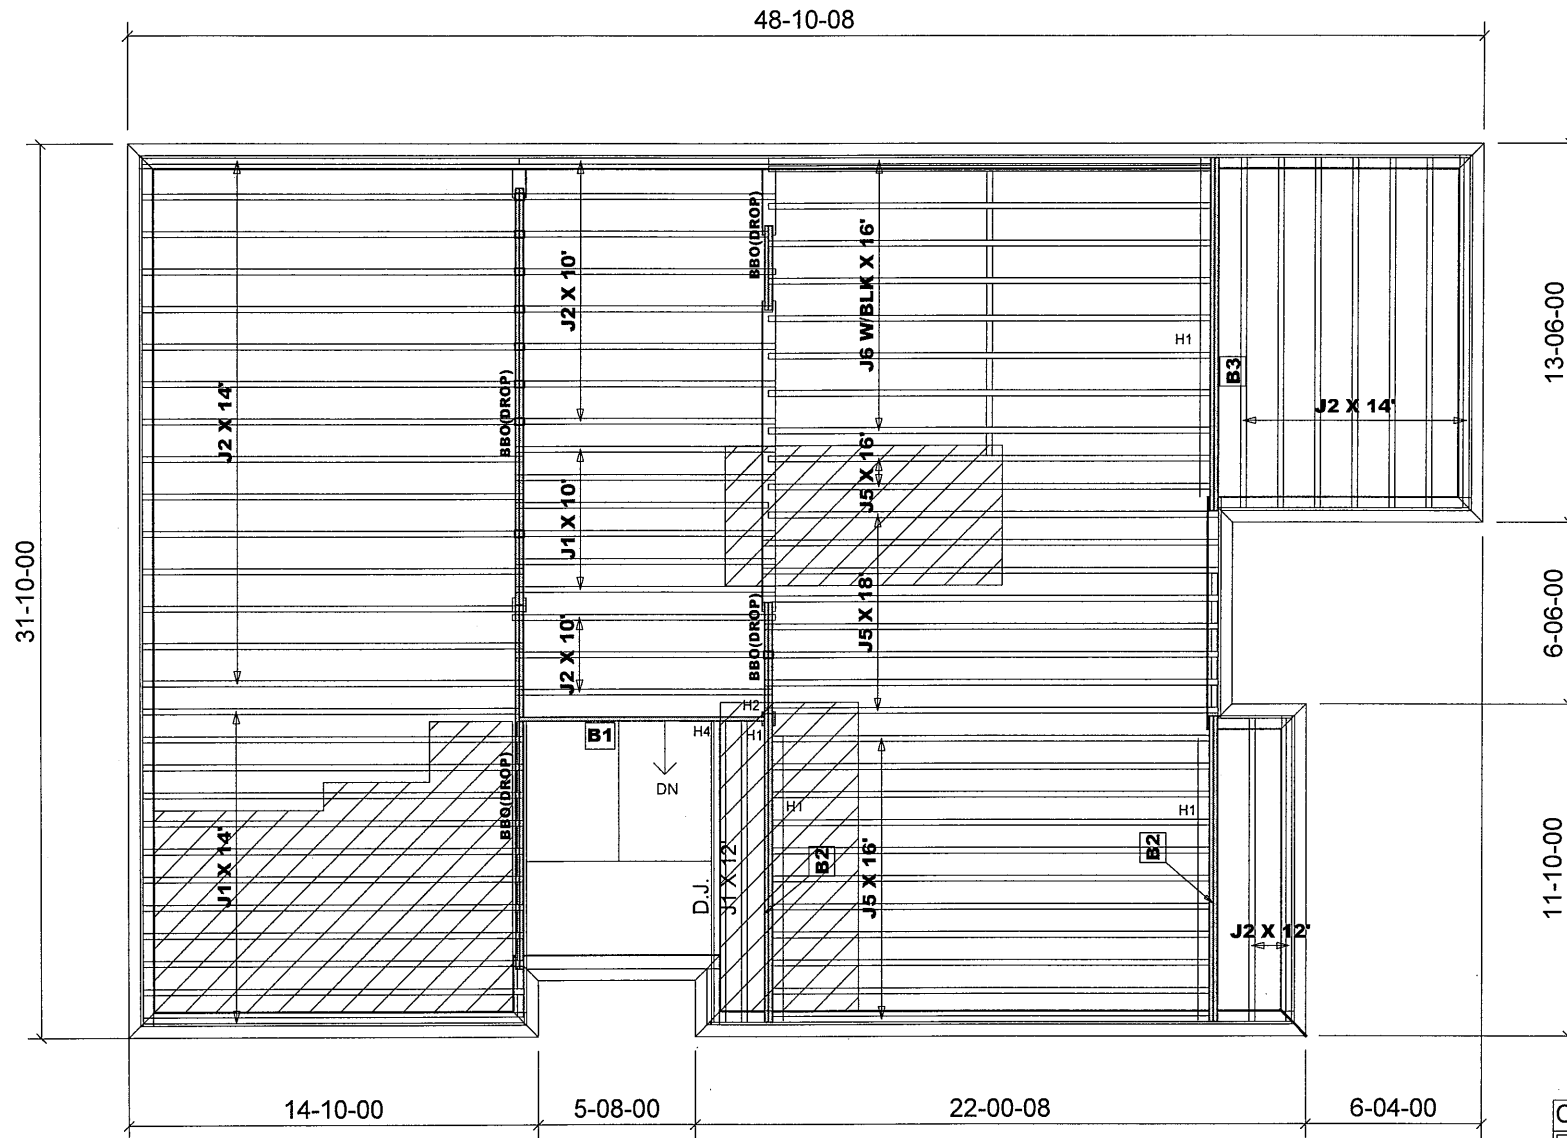 48-10-08
31-10-00
13-06-00
6-06-00
11-10-00
14-10-00
5-08-00
22-00-08
6-04-00
J2 X 14'
J1 X 14'
BBO(DROP)
BBO(DROP)
J2 X 10'
J1 X 10'
J2 X 10'
BBO(DROP)
BBO(DROP)
BBO(DROP)
J6 W/BLK X 16'
J5 X 16'
J5 X 18'
J5 X 16'
H1
B3
J2 X 14'
B1
DN
H2
H4
H1
H1
H1
D.J.
J1 X 12'
B2
B2
J2 X 12'